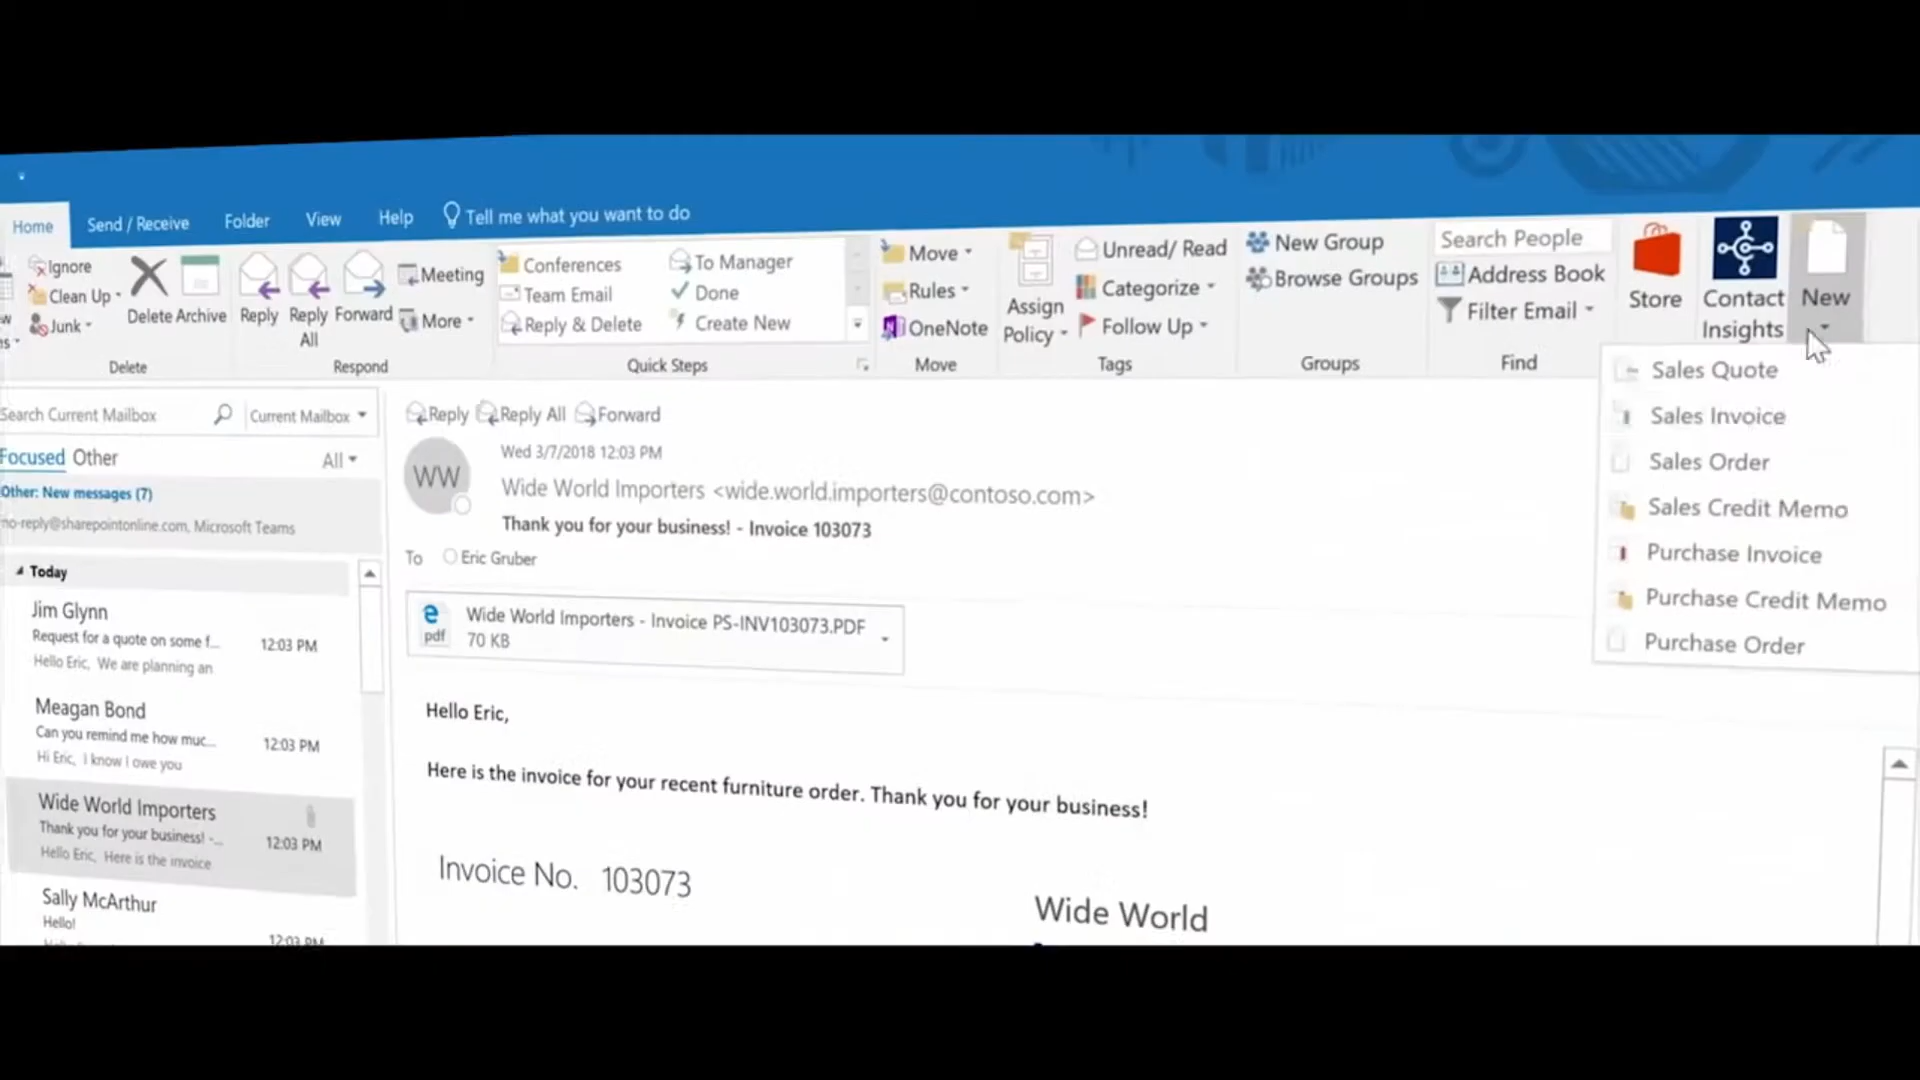 Home Send / Receive Folder View Help Tell me what you want to do
Ignore
Clean Up
Junk
Delete Archive
Delete
Reply Reply All Forward
Meeting
More
Respond
Conferences To Manager
Team Email Done
Reply & Delete Create New
Quick Steps
Move
Rules
OneNote
Move
Assign Policy
Unread/ Read
Categorize
Follow Up
Tags
New Group
Browse Groups
Groups
Search People
Address Book
Filter Email
Find
Store
Contact Insights
New
Sales Quote
Sales Invoice
Sales Order
Sales Credit Memo
Purchase Invoice
Purchase Credit Memo
Purchase Order
Search Current Mailbox Current Mailbox
Focused Other All
Other: New messages (7)
no-reply@sharepointonline.com, Microsoft Teams
Today
Jim Glynn
Request for a quote on some f... 12:03 PM
Hello Eric, We are planning an
Meagan Bond
Can you remind me how muc... 12:03 PM
Hi Eric, I know I owe you
Wide World Importers
Thank you for your business! -... 12:03 PM
Hello Eric, Here is the invoice
Sally McArthur
Hello!
12:03 PM
Reply Reply All Forward
WW
Wed 3/7/2018 12:03 PM
Wide World Importers <wide.world.importers@contoso.com>
Thank you for your business! - Invoice 103073
To Eric Gruber
pdf
Wide World Importers - Invoice PS-INV103073.PDF
70 KB
Hello Eric,
Here is the invoice for your recent furniture order. Thank you for your business!
Invoice No. 103073
Wide World